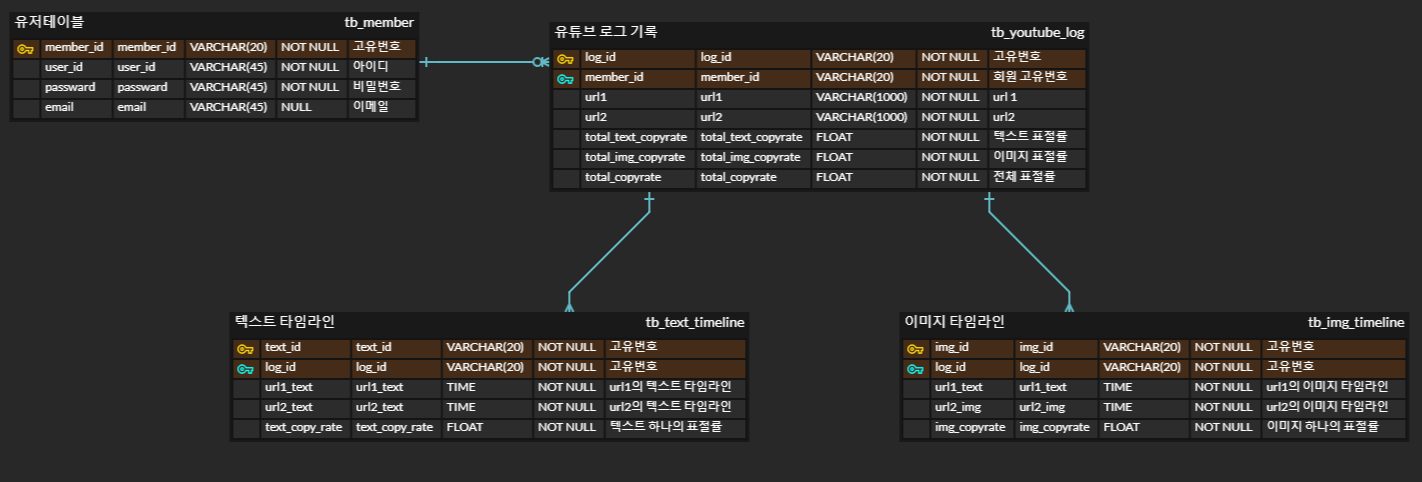 유저테이블 tb_member
member_id member_id VARCHAR(20) NOT NULL 고유번호
user_id user_id VARCHAR(45) NOT NULL 아이디
passward passward VARCHAR(45) NOT NULL 비밀번호
email email VARCHAR(45) NULL 이메일
유튜브 로그 기록 tb_youtube_log
log_id log_id VARCHAR(20) NOT NULL 고유번호
member_id member_id VARCHAR(20) NOT NULL 회원 고유번호
url1 url1 VARCHAR(1000) NOT NULL url 1
url2 url2 VARCHAR(1000) NOT NULL url2
total_text_copyrate total_text_copyrate FLOAT NOT NULL 텍스트 표절률
total_img_copyrate total_img_copyrate FLOAT NOT NULL 이미지 표절률
total_copyrate total_copyrate FLOAT NOT NULL 전체 표절률
텍스트 타임라인 tb_text_timeline
text_id text_id VARCHAR(20) NOT NULL 고유번호
log_id log_id VARCHAR(20) NOT NULL 고유번호
url1_text url1_text TIME NOT NULL url1의 텍스트 타임라인
url2_text url2_text TIME NOT NULL url2의 텍스트 타임라인
text_copy_rate text_copy_rate FLOAT NOT NULL 텍스트 하나의 표절률
이미지 타임라인 tb_img_timeline
img_id img_id VARCHAR(20) NOT NULL 고유번호
log_id log_id VARCHAR(20) NOT NULL 고유번호
url1_text url1_text TIME NOT NULL url1의 이미지 타임라인
url2_img url2_img TIME NOT NULL url2의 이미지 타임라인
img_copyrate img_copyrate FLOAT NOT NULL 이미지 하나의 표절률